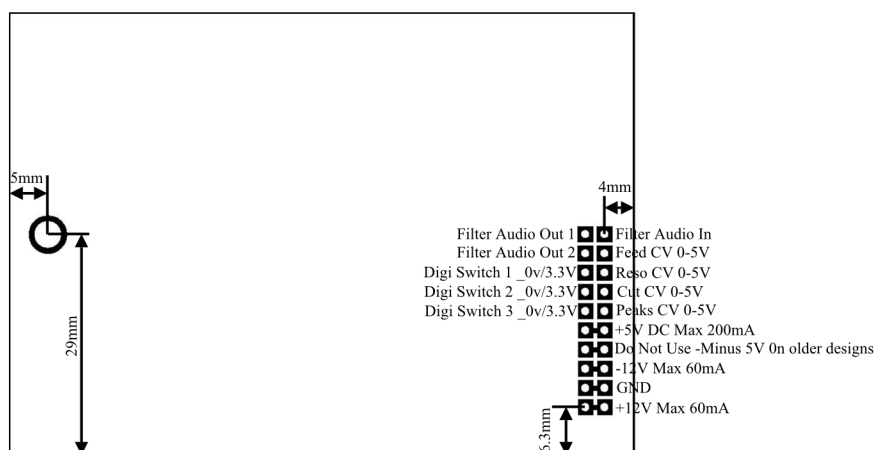 5mm
4mm
Filter Audio Out 1 Filter Audio In
Filter Audio Out 2 Feed CV 0-5V
Digi Switch 1 _0v/3.3V Reso CV 0-5V
Digi Switch 2 _0v/3.3V Cut CV 0-5V
Digi Switch 3 _0v/3.3V Peaks CV 0-5V
+5V DC Max 200mA
Do Not Use -Minus 5V 0n older designs
-12V Max 60mA
GND
+12V Max 60mA
29mm
6.3mm